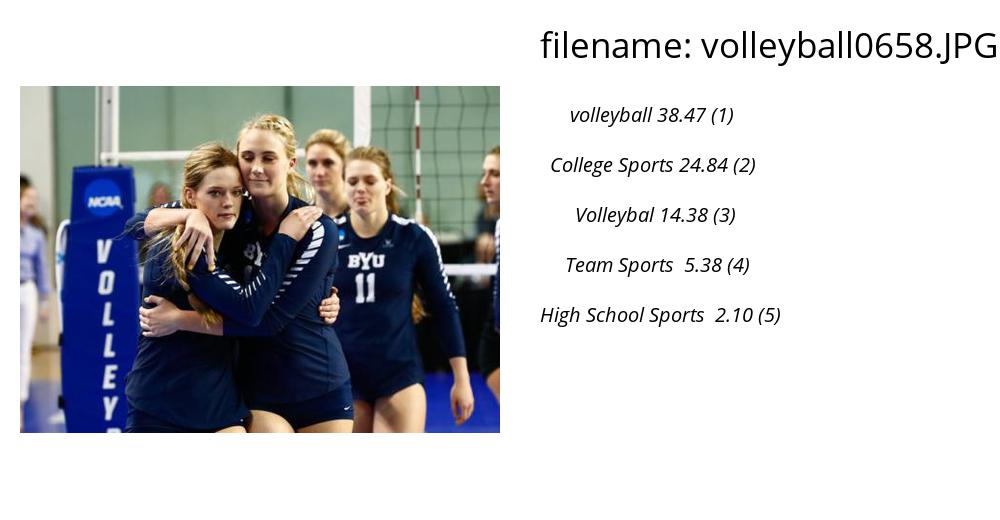 filename: volleyball0658.JPG
volleyball 38.47 (1)
College Sports 24.84 (2)
Volleybal 14.38 (3)
Team Sports  5.38 (4)
High School Sports  2.10 (5)
NCAA
VOLLEY
BYU
11